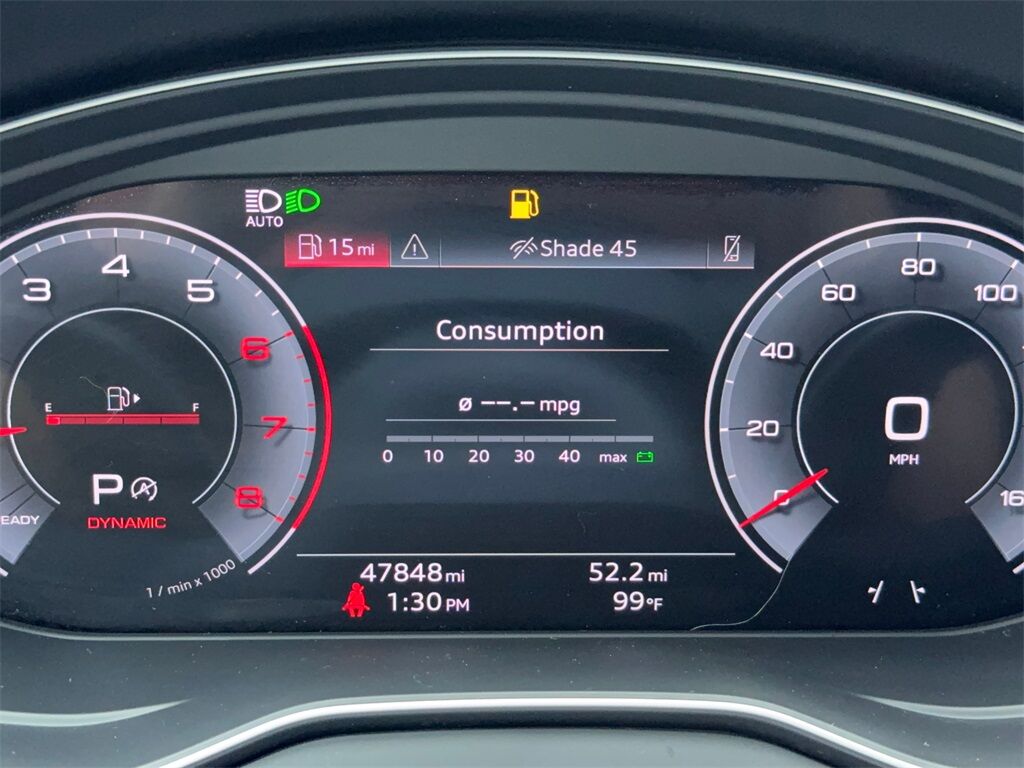 AUTO
15 mi
Shade 45
3
4
5
6
7
8
E
F
P A
DYNAMIC
EADY
1 / min x 1000
Consumption
ø --.- mpg
0 10 20 30 40 max
47848 mi
1:30 PM
52.2 mi
99°F
0
20
40
60
80
100
16
0
MPH